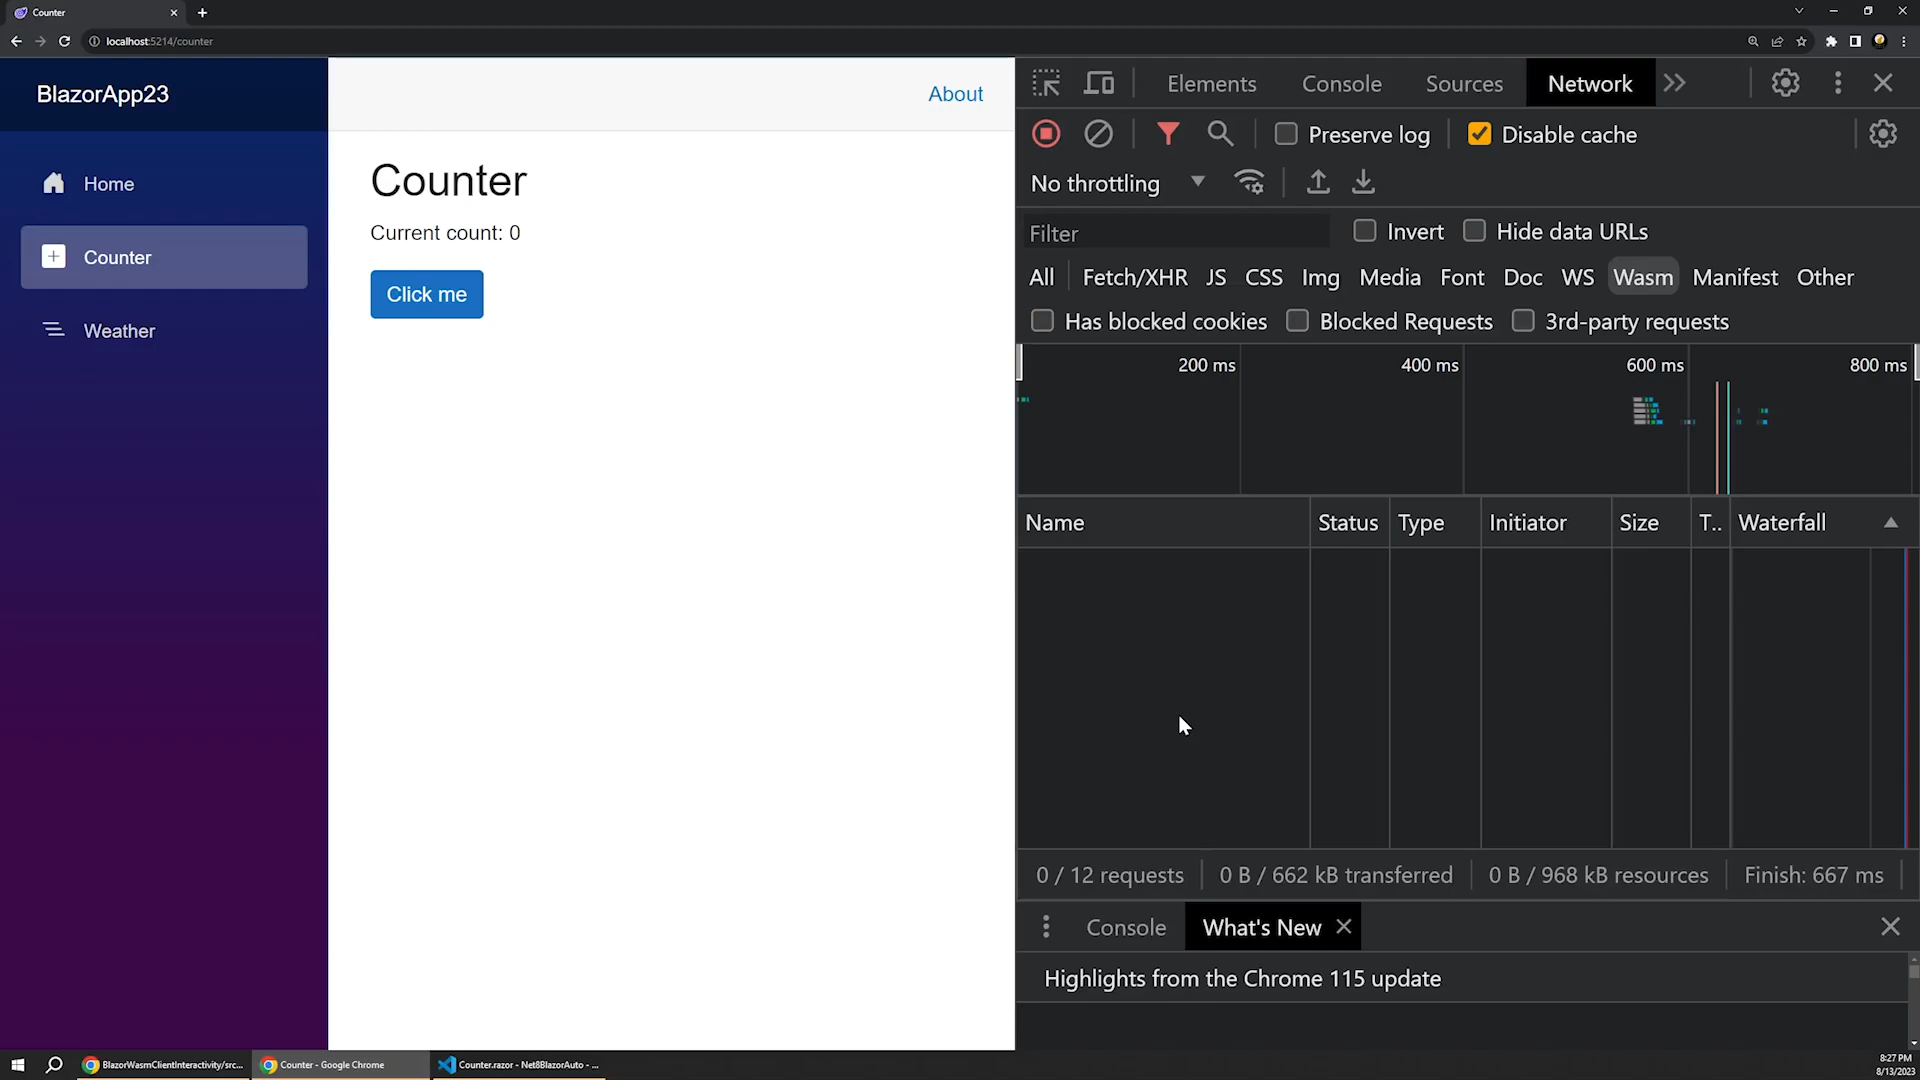 Counter
localhost:5214/counter
BlazorApp23
Home
Counter
Weather
About
Counter
Current count: 0
Click me
Elements Console Sources Network
Preserve log Disable cache
No throttling
Filter Invert Hide data URLs
All Fetch/XHR JS CSS Img Media Font Doc WS Wasm Manifest Other
Has blocked cookies Blocked Requests 3rd-party requests
200 ms 400 ms 600 ms 800 ms
Name Status Type Initiator Size T.. Waterfall
0 / 12 requests 0 B / 662 kB transferred 0 B / 968 kB resources Finish: 667 ms
Console What's New
Highlights from the Chrome 115 update
BlazorWasmClientInteractivity/src... Counter - Google Chrome Counter.razor - Net8BlazorAuto - ...
8:27 PM
8/13/2023